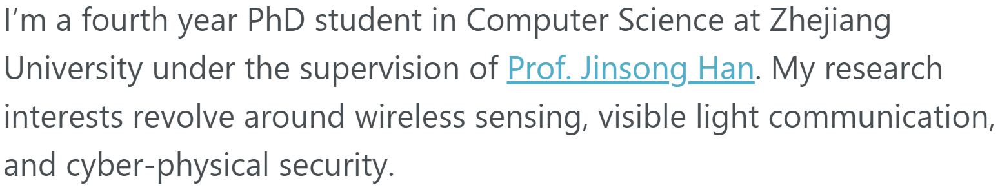 I’m a fourth year PhD student in Computer Science at Zhejiang
University under the supervision of Prof. Jinsong Han. My research
interests revolve around wireless sensing, visible light communication,
and cyber-physical security.